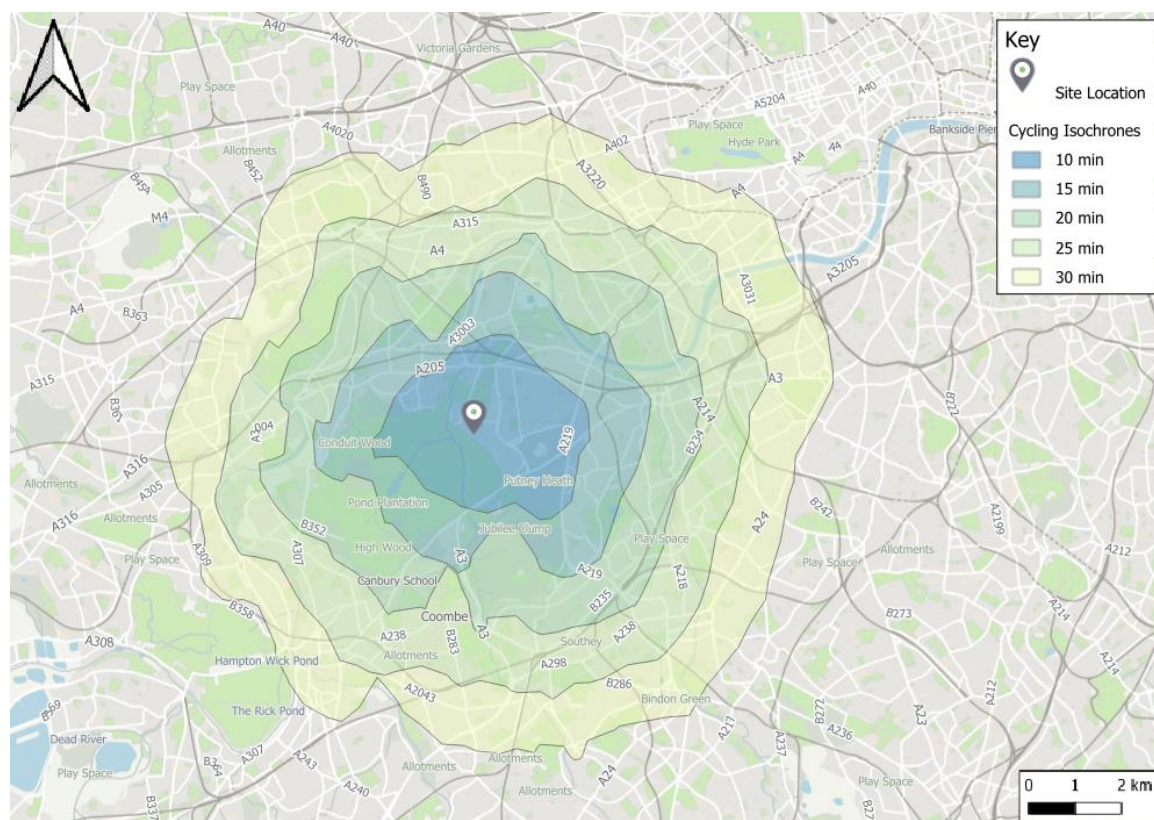 A40
A40
Victoria Gardens
Key
Site Location
Cycling Isochrones
10 min
15 min
20 min
25 min
30 min
Play Space
A5204
A40
A4020
A402
Play Space
Hyde Park
Bankside Pier
Allotments
B452
B454
B490
A3220
A4
A4
A4
M4
A315
A4
A3205
A3031
A4
B363
A3003
A205
A315
A3
B222
A316
Conduit Wood
A219
A214
B234
Allotments
A305
Putney Heath
A316
Allotments
Pond Plantation
B242
A24
A2199
Jubilee Clump
B352
Play Space
Play Space
High Wood
A307
A309
A3
Play Space
Allotments
A212
Canbury School
A219
A218
B358
Coombe
B235
B273
A214
A308
A238
B283
A3
Southey
A238
Allotments
Hampton Wick Pond
A298
A214
B286
A2043
Bindon Green
A212
The Rick Pond
A217
B272
A23
Dead River
A307
A243
Allotments
A237
A236
Play Space
A24
Play Space
A240
Allotments
Allotments
0 1 2 km